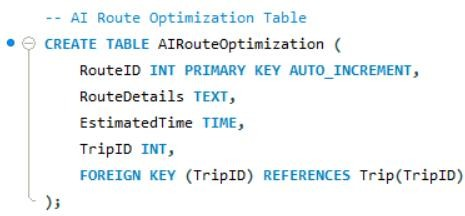 -- AI Route Optimization Table
CREATE TABLE AIRouteOptimization (
RouteID INT PRIMARY KEY AUTO_INCREMENT,
RouteDetails TEXT,
EstimatedTime TIME,
TripID INT,
FOREIGN KEY (TripID) REFERENCES Trip(TripID)
);